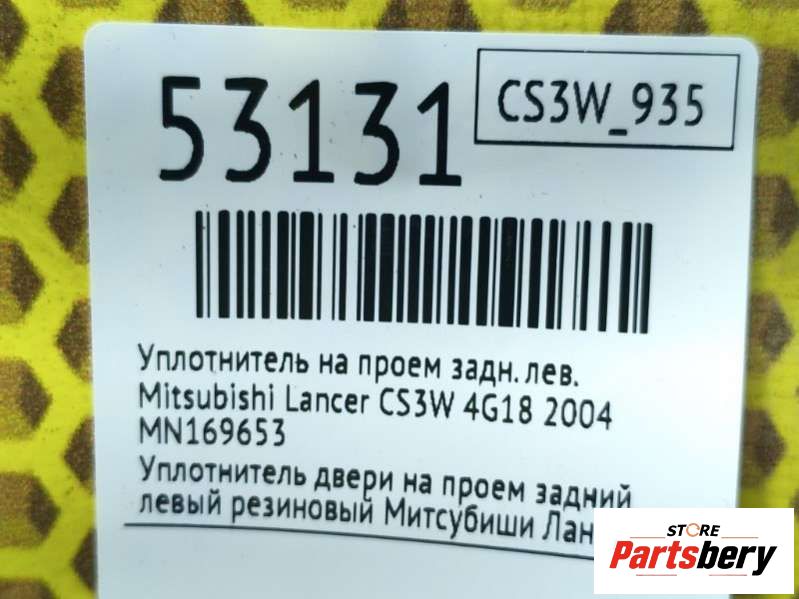 53131
CS3W_935
Уплотнитель на проем задн. лев.
Mitsubishi Lancer CS3W 4G18 2004
MN169653
Уплотнитель двери на проем задний
левый резиновый Митсубиши Лан
STORE
Partsbery